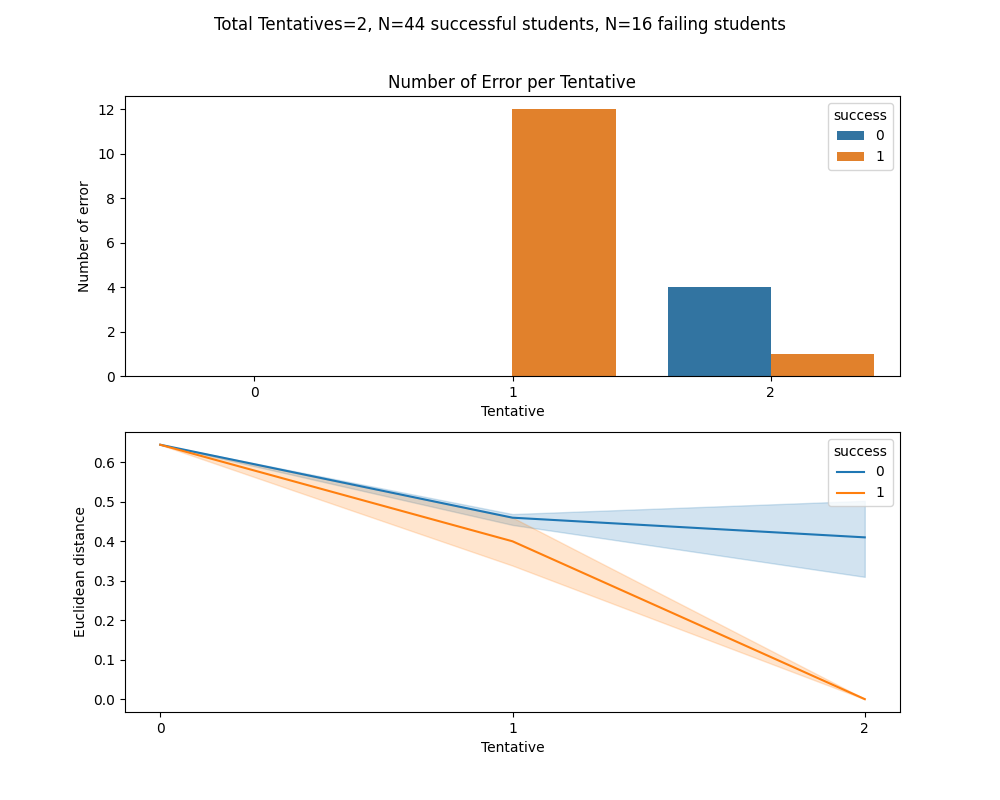 Total Tentatives=2, N=44 successful students, N=16 failing students
Number of Error per Tentative
12
10
8
6
4
2
0
Number of error
success
0
1
0 1 2
Tentative
0.6
0.5
0.4
0.3
0.2
0.1
0.0
Euclidean distance
success
0
1
0 1 2
Tentative